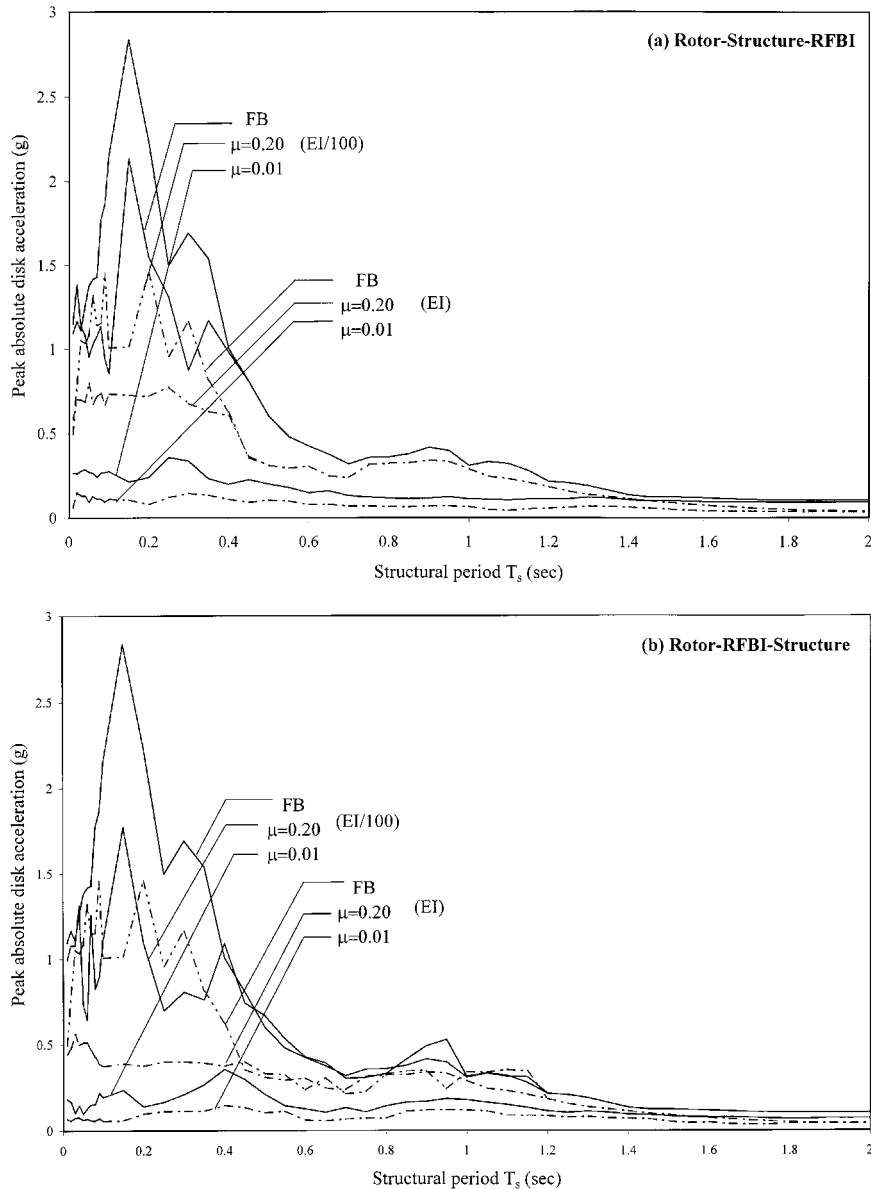 (a) Rotor-Structure-RFBI
Peak absolute disk acceleration (g)
3
2.5
2
1.5
1
0.5
0
FB
μ=0.20 (EI/100)
μ=0.01
FB
μ=0.20 (EI)
μ=0.01
0 0.2 0.4 0.6 0.8 1 1.2 1.4 1.6 1.8 2
Structural period Ts (sec)
(b) Rotor-RFBI-Structure
Peak absolute disk acceleration (g)
3
2.5
2
1.5
1
0.5
0
FB
μ=0.20 (EI/100)
μ=0.01
FB
μ=0.20 (EI)
μ=0.01
0 0.2 0.4 0.6 0.8 1 1.2 1.4 1.6 1.8 2
Structural period Ts (sec)